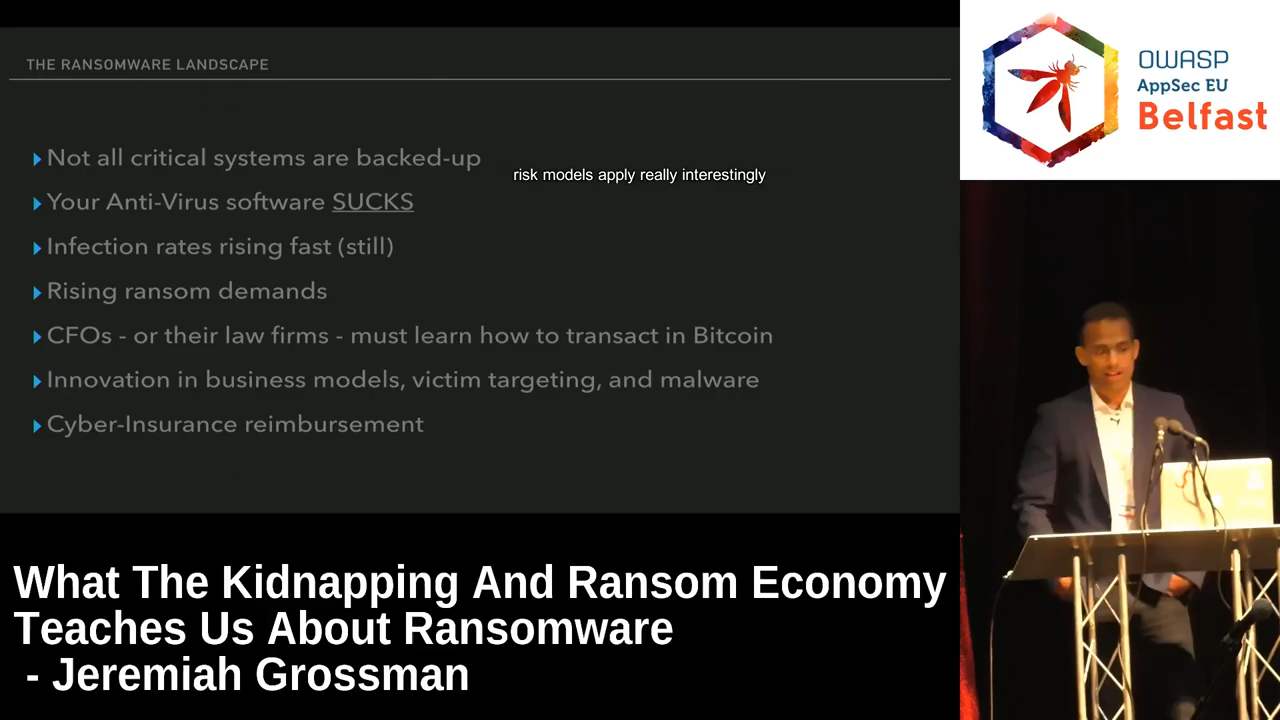 THE RANSOMWARE LANDSCAPE
Not all critical systems are backed-up
risk models apply really interestingly
Your Anti-Virus software SUCKS
Infection rates rising fast (still)
Rising ransom demands
CFOs - or their law firms - must learn how to transact in Bitcoin
Innovation in business models, victim targeting, and malware
Cyber-Insurance reimbursement
What The Kidnapping And Ransom Economy
Teaches Us About Ransomware
- Jeremiah Grossman
OWASP
AppSec EU
Belfast